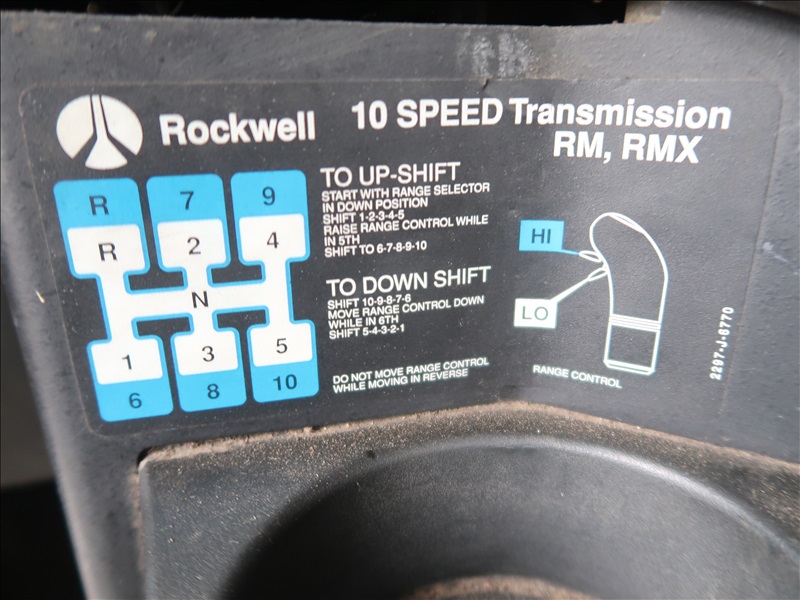 Rockwell
10 SPEED Transmission
RM, RMX
R 7 9
R 2 4
N
1 3 5
6 8 10
TO UP-SHIFT
START WITH RANGE SELECTOR
IN DOWN POSITION
SHIFT 1-2-3-4-5
RAISE RANGE CONTROL WHILE
IN 5TH
SHIFT TO 6-7-8-9-10
TO DOWN SHIFT
SHIFT 10-9-8-7-6
MOVE RANGE CONTROL DOWN
WHILE IN 6TH
SHIFT 5-4-3-2-1
DO NOT MOVE RANGE CONTROL
WHILE MOVING IN REVERSE
HI
LO
RANGE CONTROL
2297-J-6770